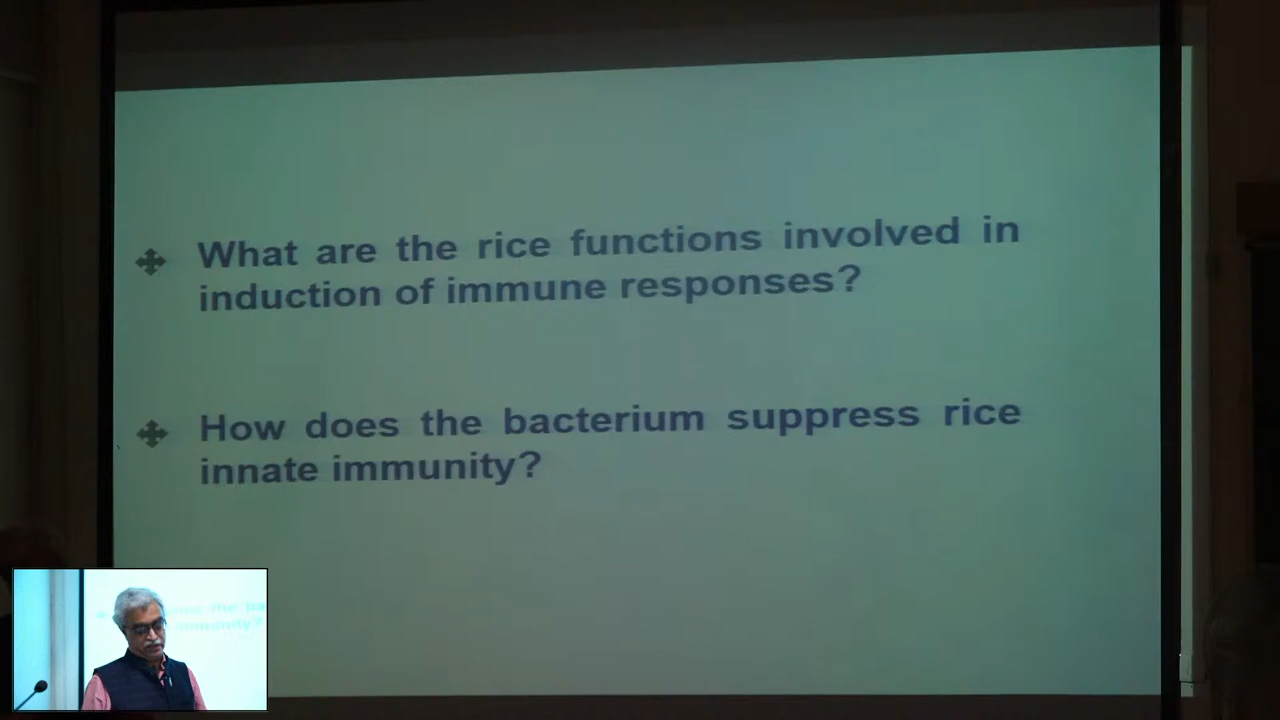 What are the rice functions involved in
induction of immune responses?
How does the bacterium suppress rice
innate immunity?